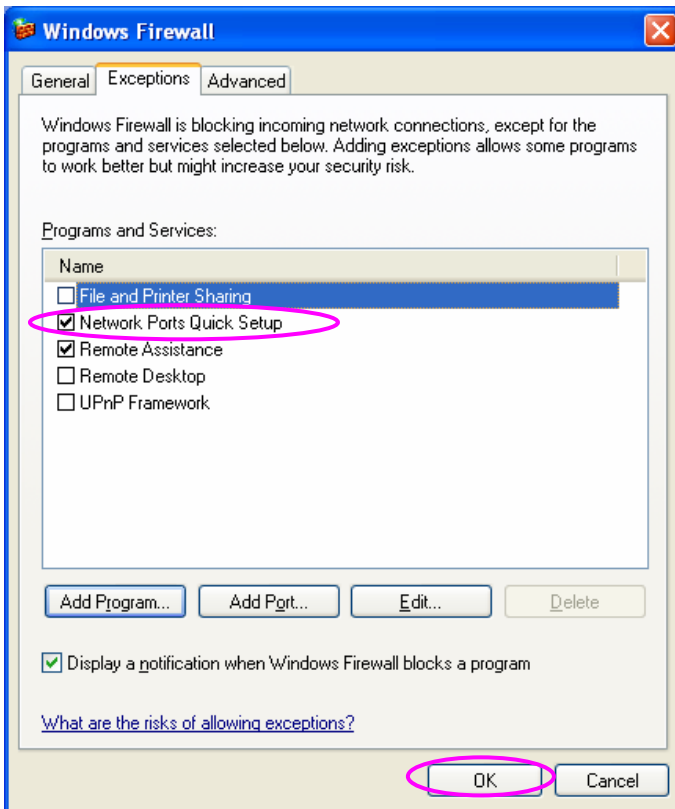 Windows Firewall
General Exceptions Advanced
Windows Firewall is blocking incoming network connections, except for the
programs and services selected below. Adding exceptions allows some programs
to work better but might increase your security risk.
Programs and Services:
Name
File and Printer Sharing
Network Ports Quick Setup
Remote Assistance
Remote Desktop
UPnP Framework
Add Program... Add Port... Edit... Delete
Display a notification when Windows Firewall blocks a program
What are the risks of allowing exceptions?
OK Cancel